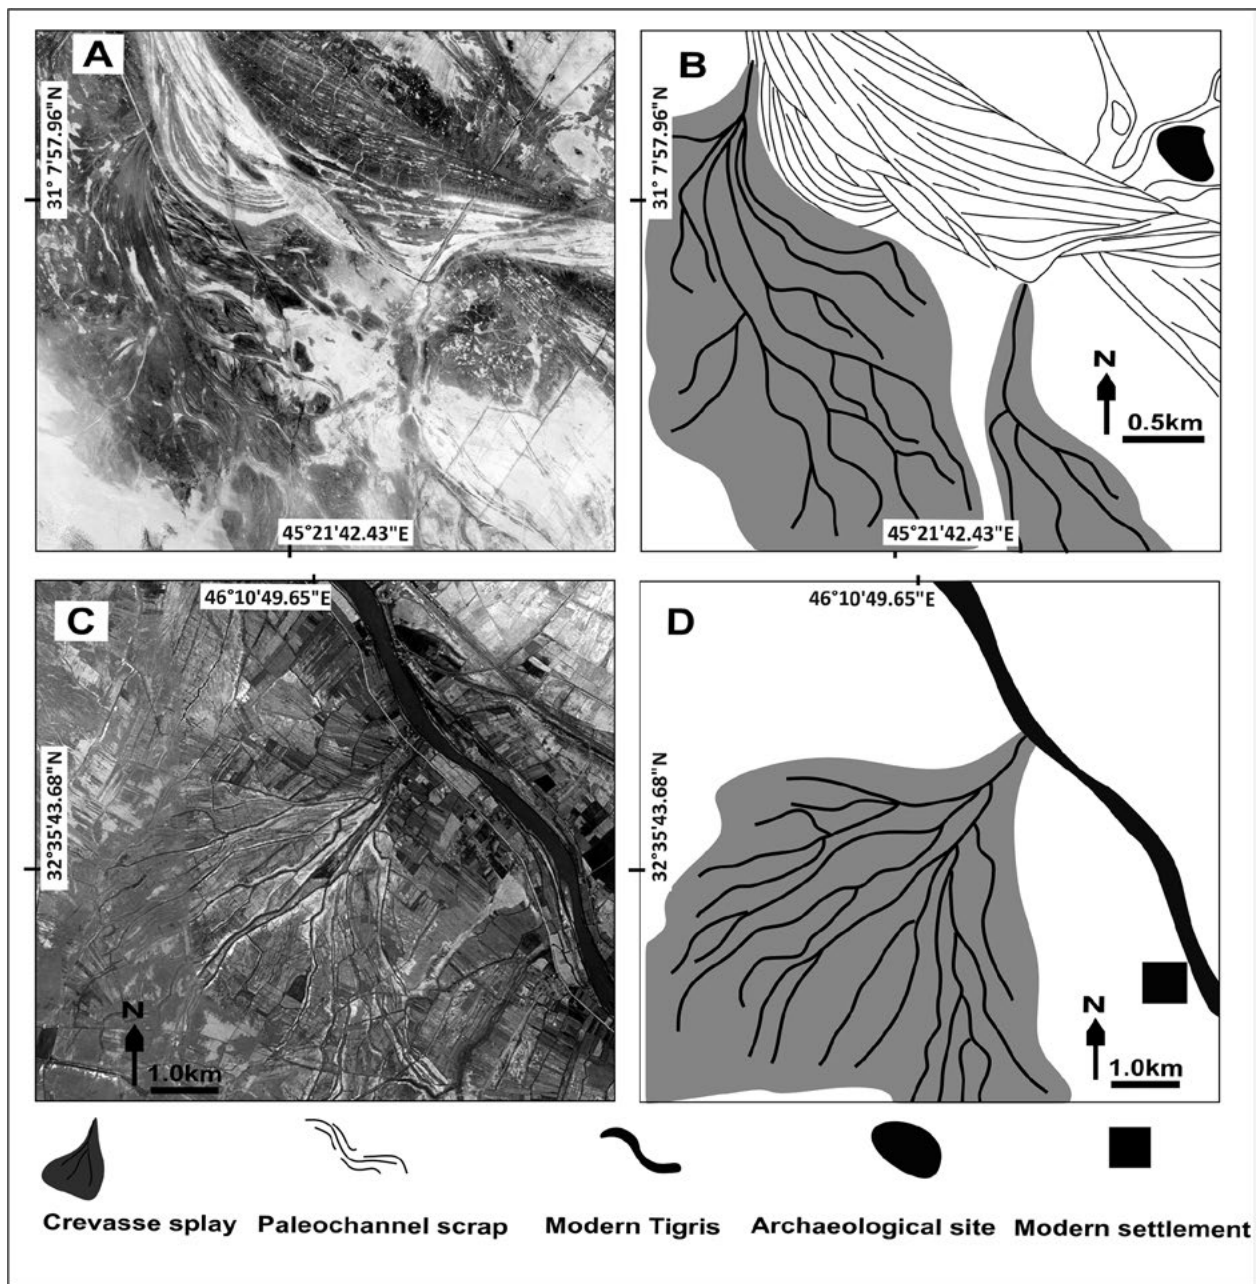 A
B
31° 7'57.96"N
31° 7'57.96"N
N
0.5km
45°21'42.43"E
45°21'42.43"E
46°10'49.65"E
46°10'49.65"E
C
D
32°35'43.68"N
32°35'43.68"N
N
1.0km
N
1.0km
Crevasse splay
Paleochannel scrap
Modern Tigris
Archaeological site
Modern settlement